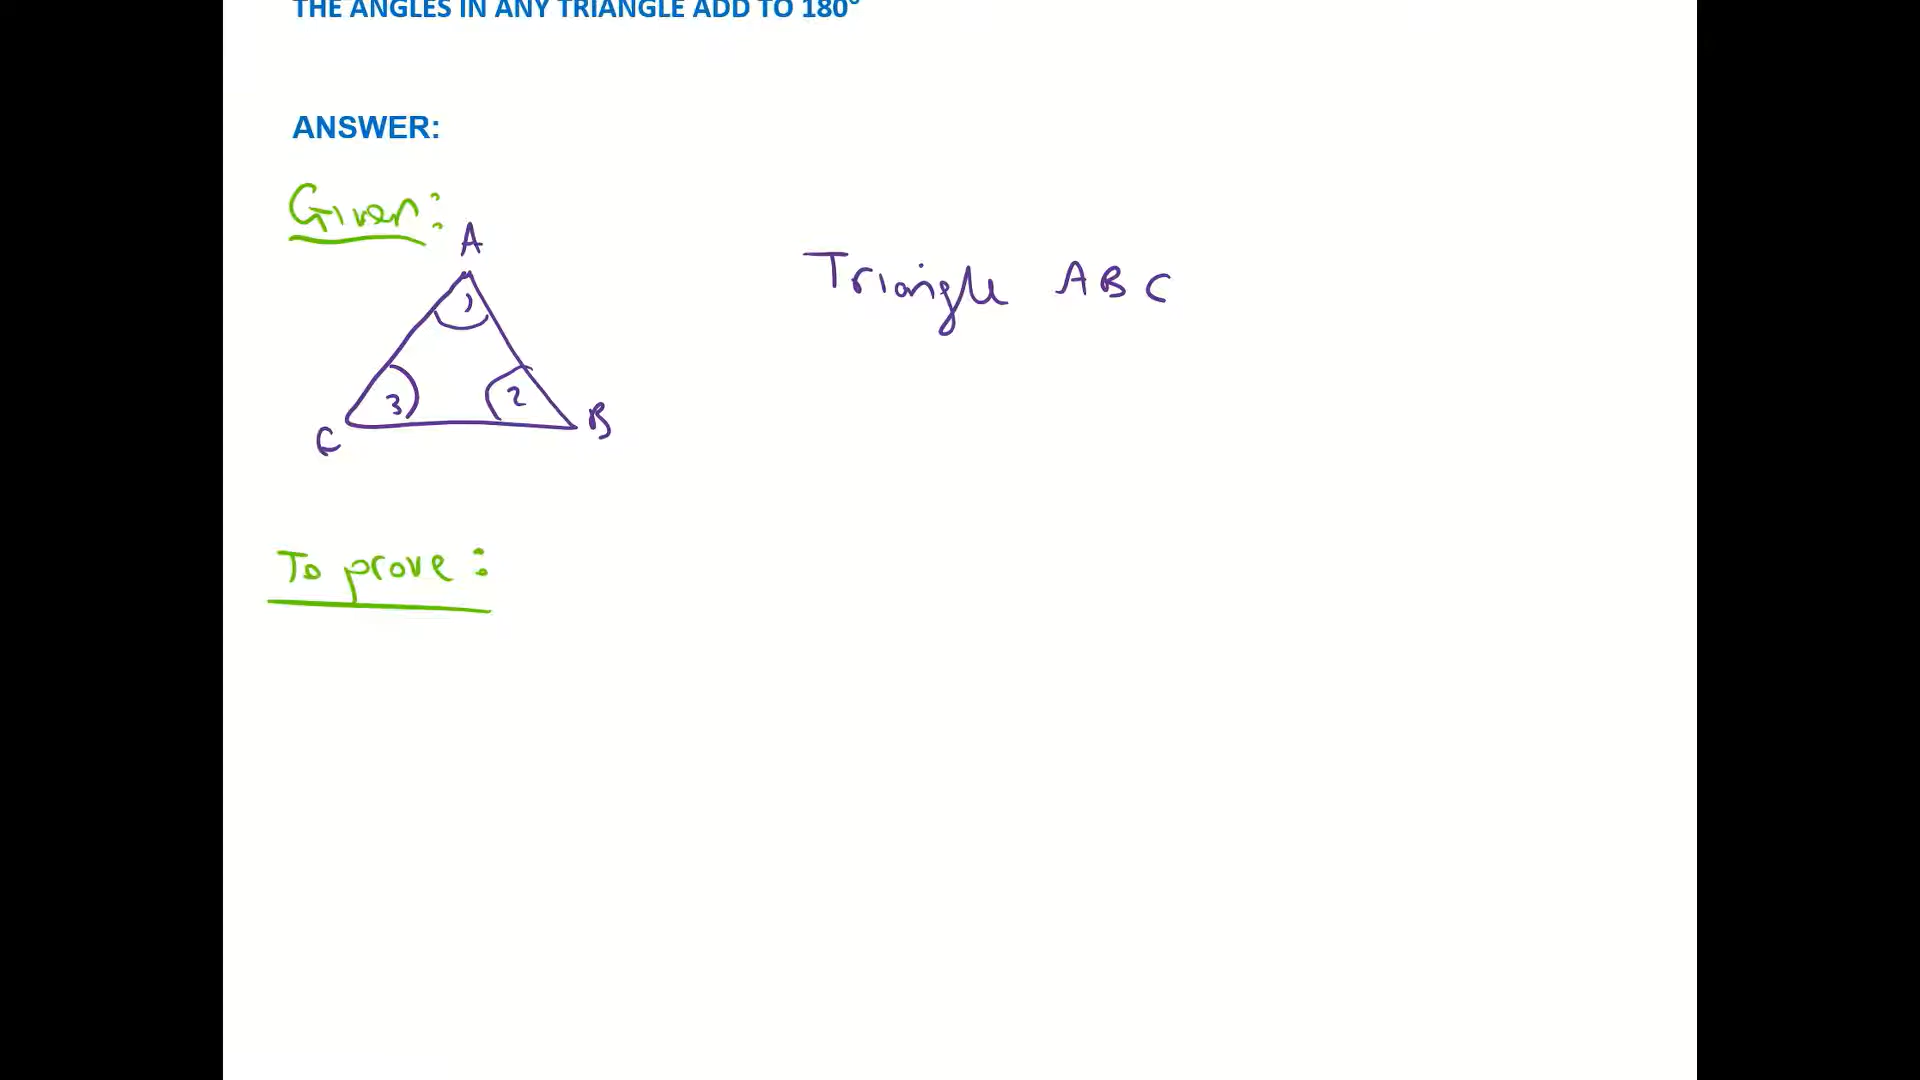 THE ANGLES IN ANY TRIANGLE ADD TO 180°
ANSWER:
Given:
A
Triangle ABC
1
3
2
C
B
To prove: